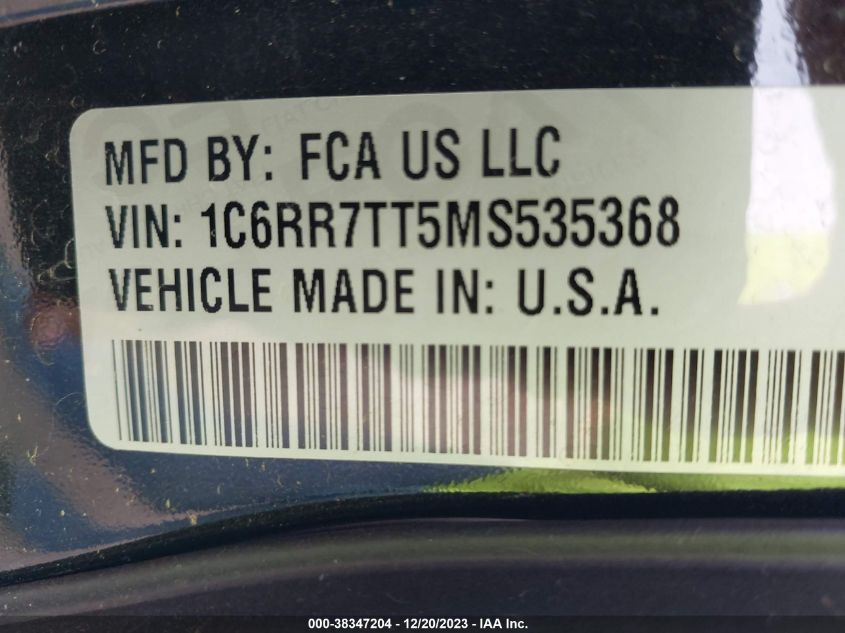 MFD BY: FCA US LLC
VIN: 1C6RR7TT5MS535368
VEHICLE MADE IN: U.S.A.
000-38347204 - 12/20/2023 - IAA Inc.